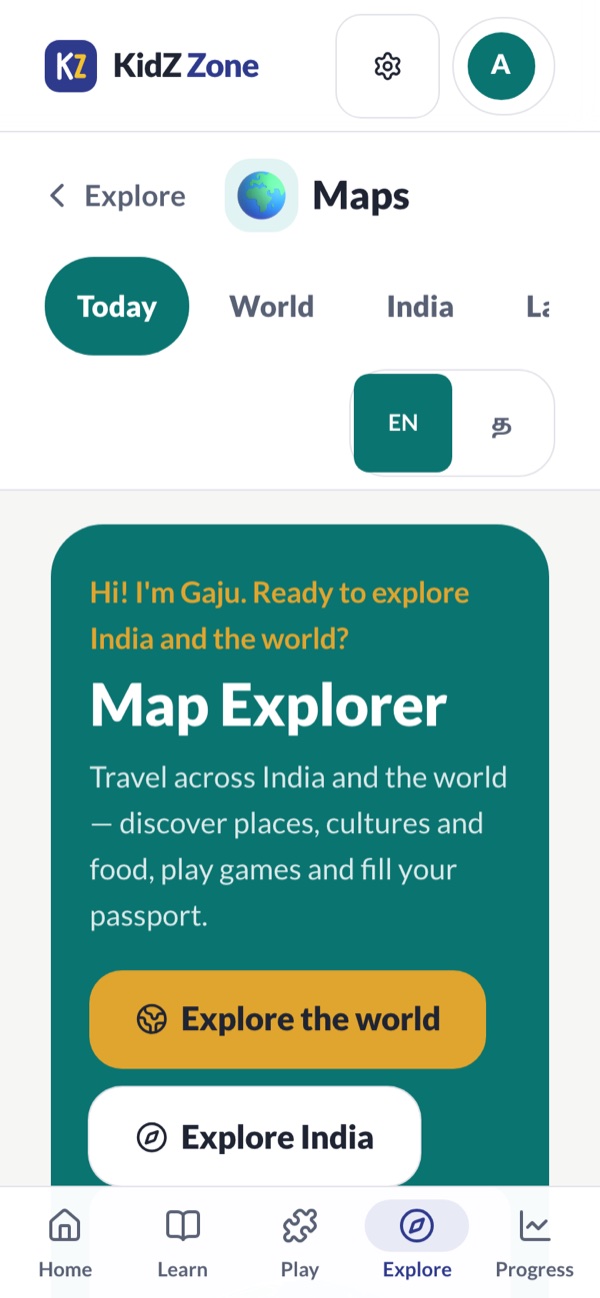 KZ KidZ Zone
A
Explore
Maps
Today World India La
EN த
Hi! I'm Gaju. Ready to explore
India and the world?
Map Explorer
Travel across India and the world
— discover places, cultures and
food, play games and fill your
passport.
Explore the world
Explore India
Home Learn Play Explore Progress